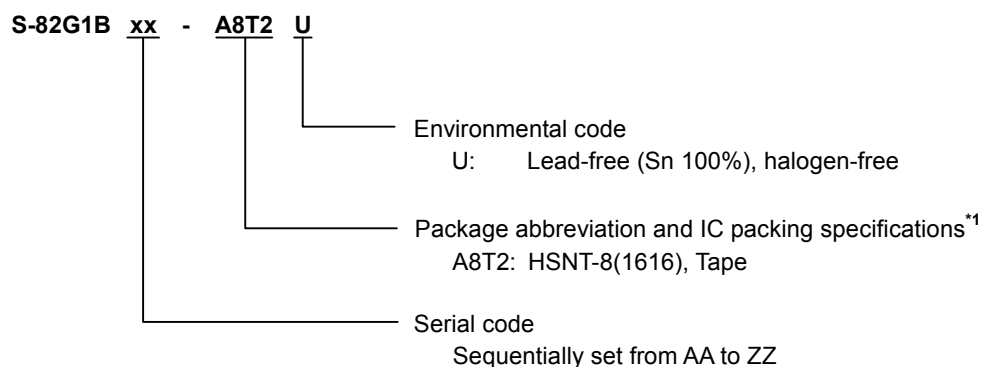 S-82G1B xx - A8T2 U
Environmental code
U: Lead-free (Sn 100%), halogen-free
Package abbreviation and IC packing specifications*1
A8T2: HSNT-8(1616), Tape
Serial code
Sequentially set from AA to ZZ